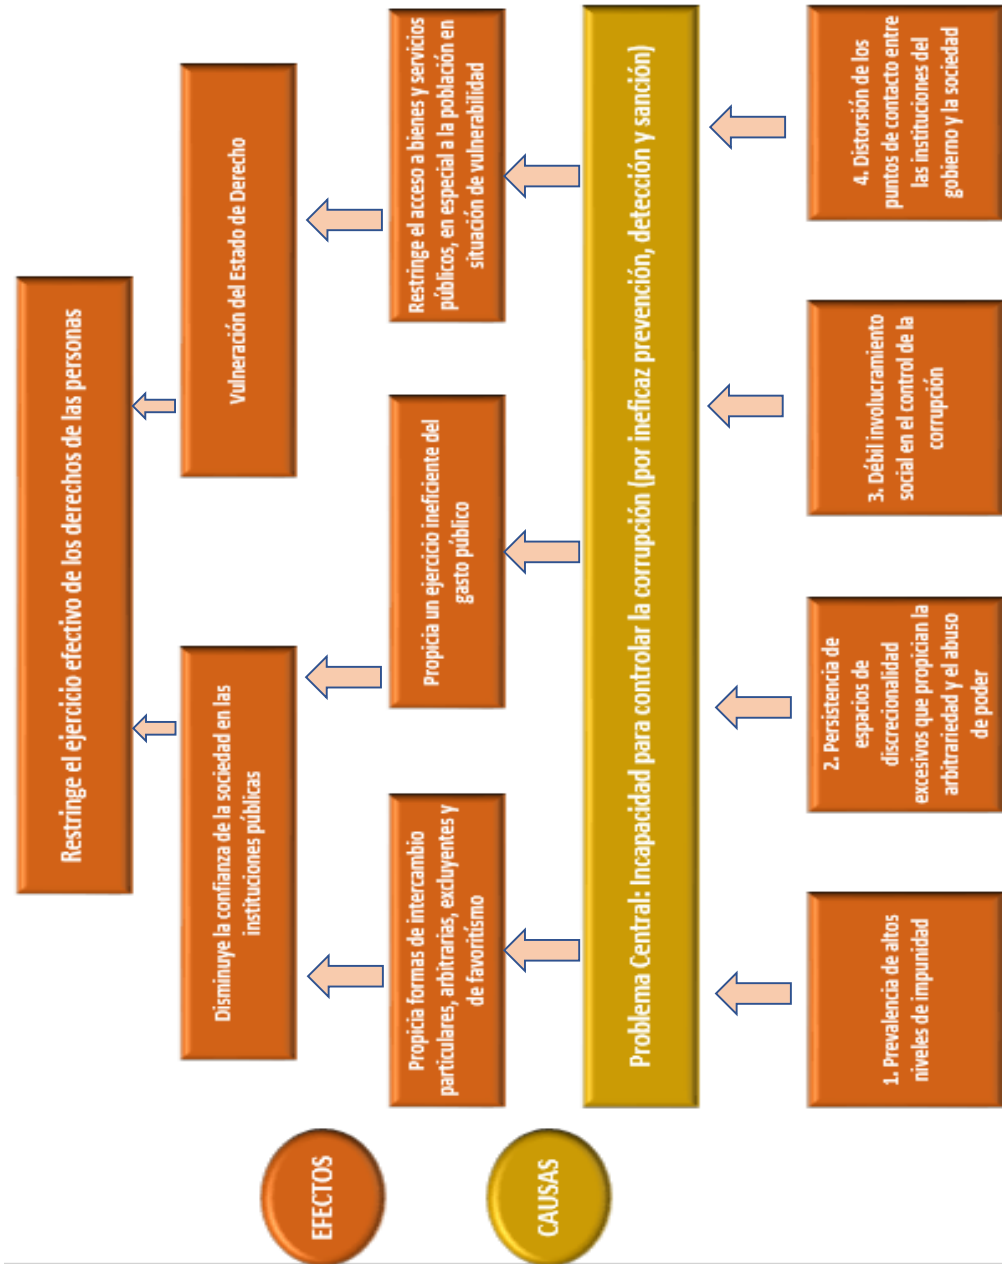 Restringe el ejercicio efectivo de los derechos de las personas
Disminuye la confianza de la sociedad en las
instituciones públicas
Vulneración del Estado de Derecho
EFECTOS
Propicia formas de intercambio
particulares, arbitrarias, excluyentes y
de favoritismo
Propicia un ejercicio ineficiente del
gasto público
Restringe el acceso a bienes y servicios
públicos, en especial a la población en
situación de vulnerabilidad
CAUSAS
Problema Central: Incapacidad para controlar la corrupción (por ineficaz prevención, detección y sanción)
1. Prevalencia de altos
niveles de impunidad
2. Persistencia de
espacios de
discrecionalidad
excesivos que propician la
arbitrariedad y el abuso
de poder
3. Débil involucramiento
social en el control de la
corrupción
4. Distorsión de los
puntos de contacto entre
las instituciones del
gobierno y la sociedad